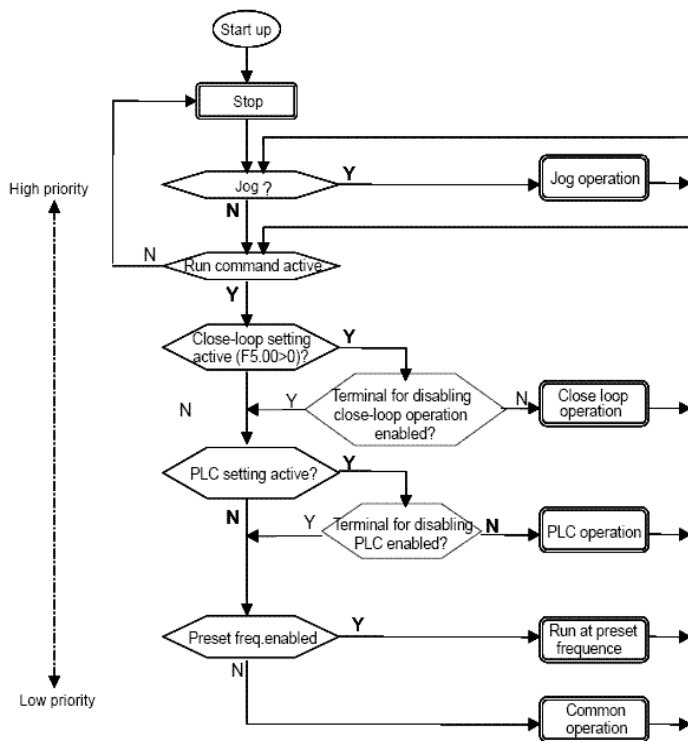 Start up
Stop
Jog ?
Y
Jog operation
High priority
N
N
Run command active
Y
Close-loop setting
active (F5.00>0)?
Y
Terminal for disabling
close-loop operation
enabled?
Y
N
Close loop
operation
N
PLC setting active?
Y
N
Y
Terminal for disabling
PLC enabled?
N
PLC operation
Preset freq.enabled
Y
Run at preset
frequence
N
Low priority
Common
operation